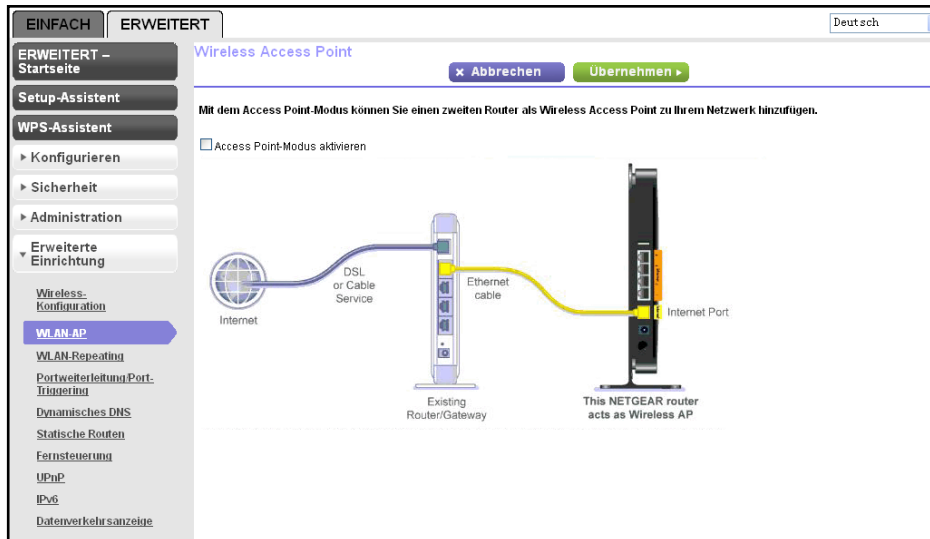 EINFACH
ERWEITERT
Deutsch
ERWEITERT –
Startseite
Setup-Assistent
WPS-Assistent
Konfigurieren
Sicherheit
Administration
Erweiterte
Einrichtung
Wireless-
Konfiguration
WLAN-AP
WLAN-Repeating
Portweiterleitung/Port-
Triggering
Dynamisches DNS
Statische Routen
Fernsteuerung
UPnP
IPv6
Datenverkehrsanzeige
Wireless Access Point
x Abbrechen
Übernehmen
Mit dem Access Point-Modus können Sie einen zweiten Router als Wireless Access Point zu Ihrem Netzwerk hinzufügen.
Access Point-Modus aktivieren
DSL
or Cable
Service
Internet
Ethernet
cable
Internet Port
Existing
Router/Gateway
This NETGEAR router
acts as Wireless AP